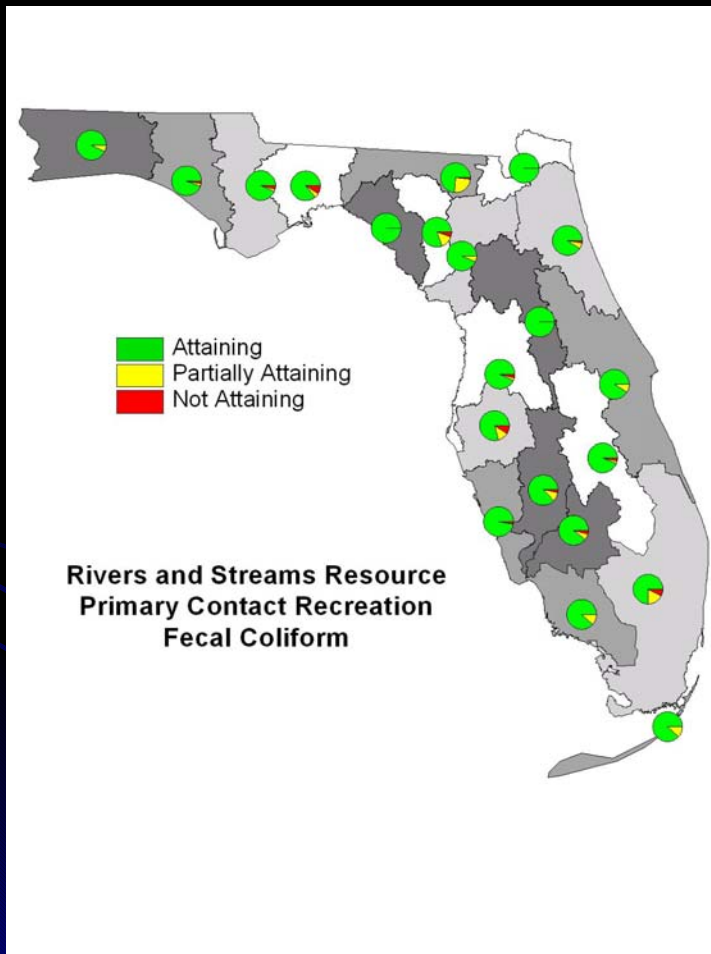 Attaining
Partially Attaining
Not Attaining
Rivers and Streams Resource
Primary Contact Recreation
Fecal Coliform